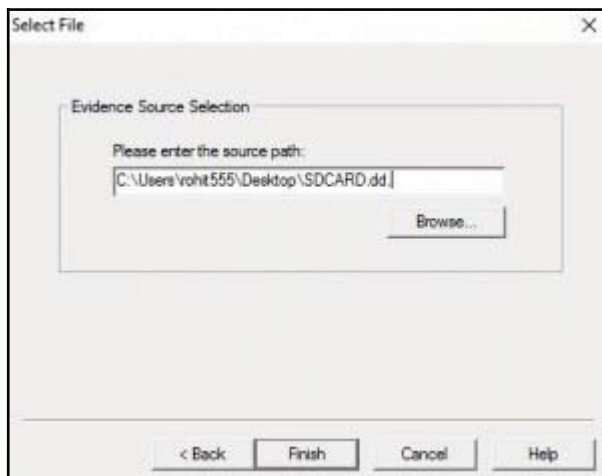 Select File
Evidence Source Selection
Please enter the source path:
C:\Users\rohit555\Desktop\SDCARD.dd.
Browse...
< Back
Finish
Cancel
Help